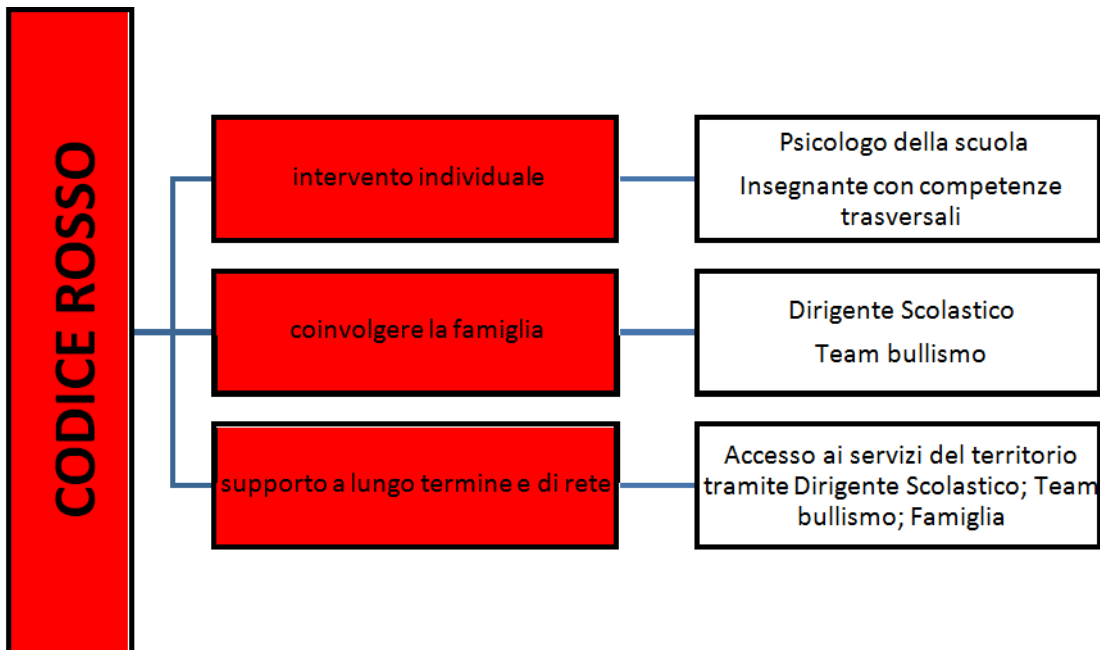 CODICE ROSSO
intervento individuale
Psicologo della scuola
Insegnante con competenze
trasversali
coinvolgere la famiglia
Dirigente Scolastico
Team bullismo
supporto a lungo termine e di rete
Accesso ai servizi del territorio
tramite Dirigente Scolastico; Team
bullismo; Famiglia